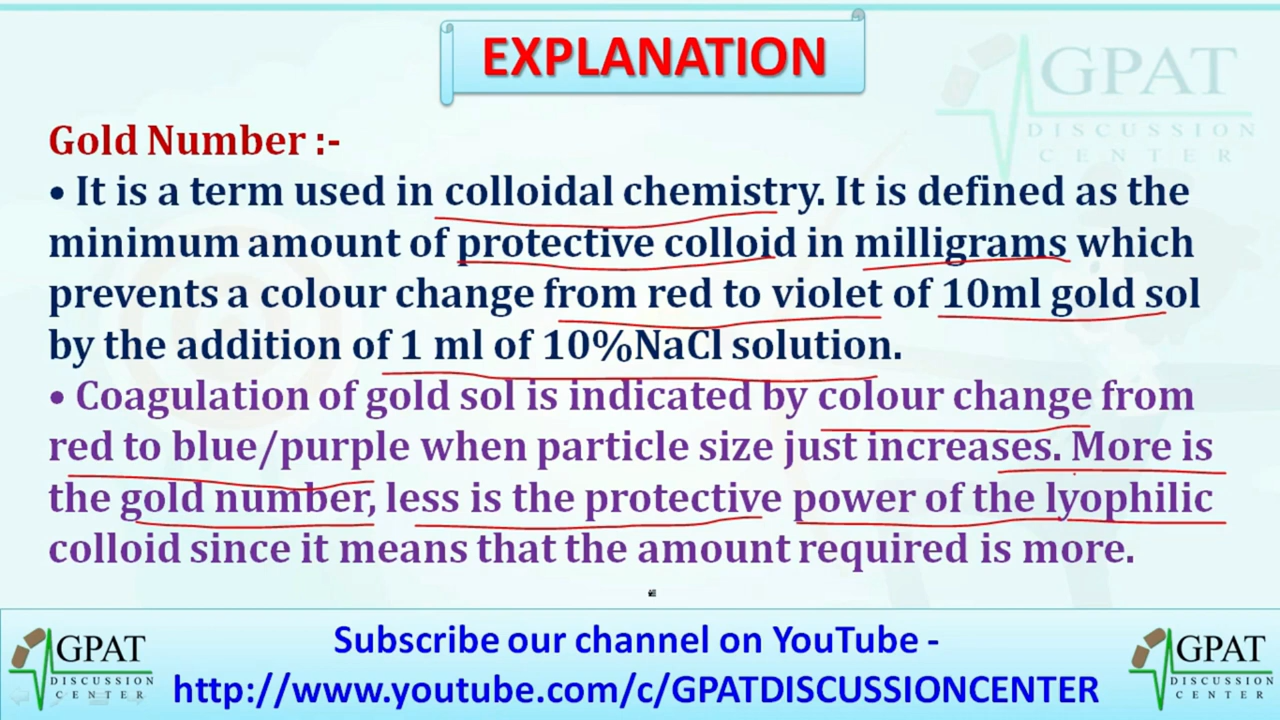 EXPLANATION
GPAT
DISCUSSION
CENTER
Gold Number :-
• It is a term used in colloidal chemistry. It is defined as the
minimum amount of protective colloid in milligrams which
prevents a colour change from red to violet of 10ml gold sol
by the addition of 1 ml of 10%NaCl solution.
• Coagulation of gold sol is indicated by colour change from
red to blue/purple when particle size just increases. More is
the gold number, less is the protective power of the lyophilic
colloid since it means that the amount required is more.
GPAT
DISCUSSION
CENTER
Subscribe our channel on YouTube -
http://www.youtube.com/c/GPATDISCUSSIONCENTER
GPAT
DISCUSSION
CENTER